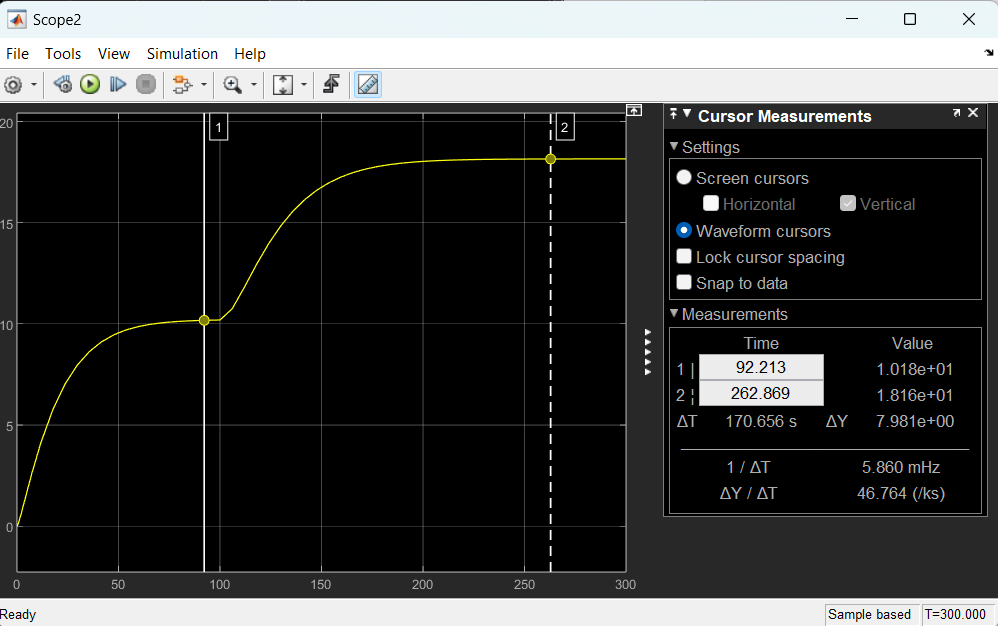 Scope2
File Tools View Simulation Help
20
15
10
5
0
0 50 100 150 200 250 300
1
2
Cursor Measurements
Settings
Screen cursors
Horizontal Vertical
Waveform cursors
Lock cursor spacing
Snap to data
Measurements
Time Value
1 | 92.213 1.018e+01
2 ¦ 262.869 1.816e+01
ΔT 170.656 s ΔY 7.981e+00
1 / ΔT 5.860 mHz
ΔY / ΔT 46.764 (/ks)
Ready Sample based T=300.000